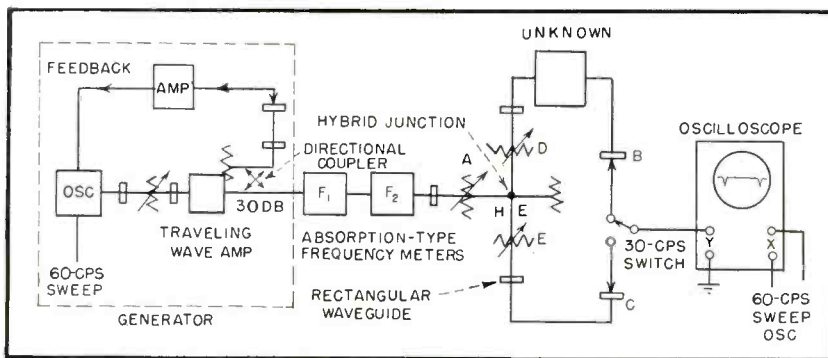 FEEDBACK
AMP
OSC
60-CPS
SWEEP
TRAVELING
WAVE AMP
30DB
DIRECTIONAL
COUPLER
GENERATOR
F1
F2
ABSORPTION-TYPE
FREQUENCY METERS
HYBRID JUNCTION
A
H E
D
E
RECTANGULAR
WAVEGUIDE
UNKNOWN
B
C
30-CPS
SWITCH
OSCILLOSCOPE
Y
X
60-CPS
SWEEP
OSC